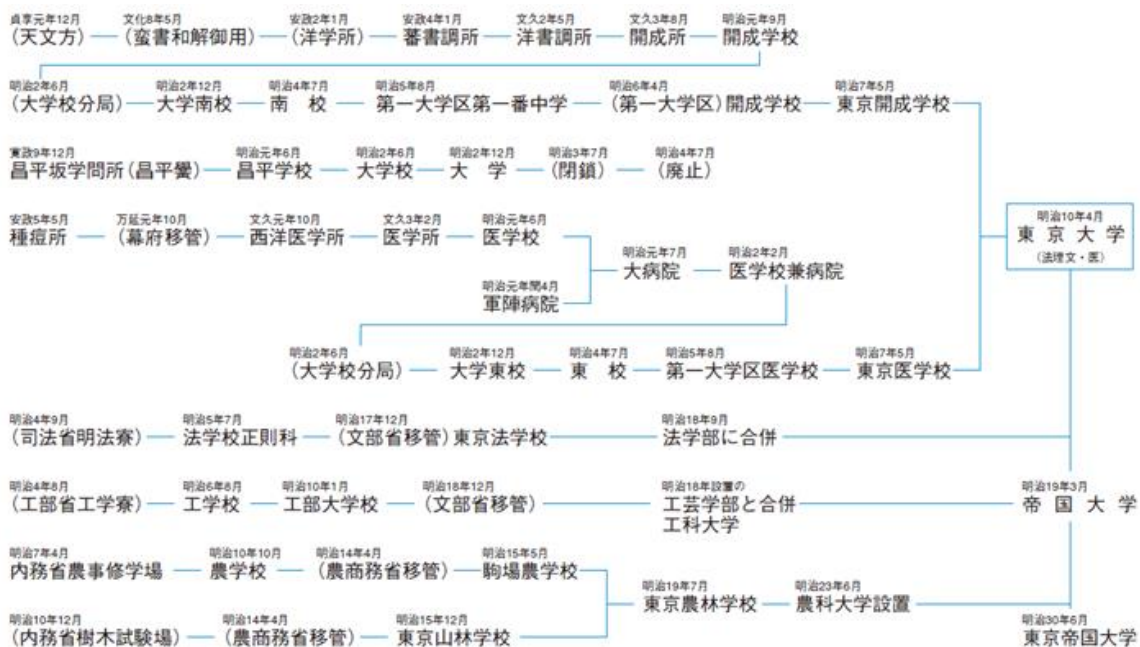 貞享元年12月 文化8年5月 安政2年1月 安政4年1月 文久2年5月 文久3年8月 明治元年9月
(天文方) (蛮書和解御用) (洋学所) 蕃書調所 洋書調所 開成所 開成学校
明治2年6月 明治2年12月 明治4年7月 明治5年8月 明治6年4月 明治7年5月
(大学校分局) 大学南校 南校 第一大学区第一番中学 (第一大学区)開成学校 東京開成学校
寛政9年12月 明治元年6月 明治2年6月 明治2年12月 明治3年7月 明治4年7月
昌平坂学問所(昌平黌) 昌平学校 大学校 大学 (閉鎖) (廃止)
安政5年5月 万延元年10月 文久元年10月 文久3年2月 明治元年6月
種痘所 (幕府移管) 西洋医学所 医学所 医学校
明治10年4月
東京大学
(法理文・医)
明治元年7月 明治2年2月
大病院 医学校兼病院
明治元年閏4月
軍陣病院
明治2年6月 明治2年12月 明治4年7月 明治5年8月 明治7年5月
(大学校分局) 大学東校 東校 第一大学区医学校 東京医学校
明治4年9月 明治5年7月 明治17年12月 明治18年9月
(司法省明法寮) 法学校正則科 (文部省移管)東京法学校 法学部に合併
明治4年8月 明治6年8月 明治10年1月 明治18年12月 明治18年設置の 明治19年3月
(工部省工学寮) 工学校 工部大学校 (文部省移管) 工芸学部と合併 帝国大学
工科大学
明治7年4月 明治10年10月 明治14年4月 明治15年5月
内務省農事修学場 農学校 (農商務省移管) 駒場農学校
明治19年7月 明治23年6月
東京農林学校 農科大学設置
明治10年12月 明治14年4月 明治15年12月 明治30年6月
(内務省樹木試験場) (農商務省移管) 東京山林学校 東京帝国大学